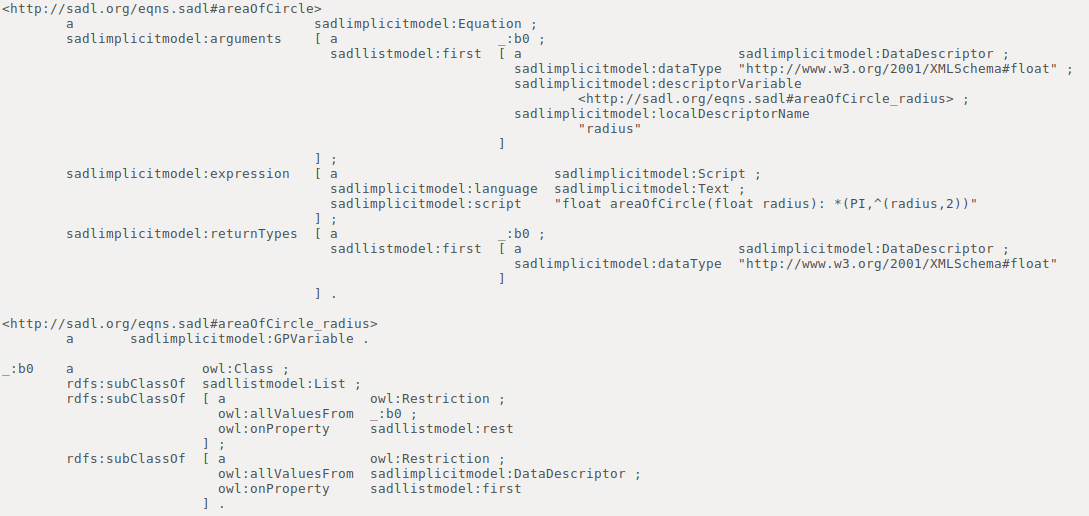 <http://sadl.org/eqns.sadl#areaOfCircle>
        a                              sadlimplicitmodel:Equation ;
        sadlimplicitmodel:arguments    [ a                    _:b0 ;
                                         sadllistmodel:first  [ a                           sadlimplicitmodel:DataDescriptor ;
                                                                sadlimplicitmodel:dataType  "http://www.w3.org/2001/XMLSchema#float" ;
                                                                sadlimplicitmodel:descriptorVariable
                                                                        <http://sadl.org/eqns.sadl#areaOfCircle_radius> ;
                                                                sadlimplicitmodel:localDescriptorName
                                                                        "radius"
                                                              ]
                                       ] ;
        sadlimplicitmodel:expression   [ a                           sadlimplicitmodel:Script ;
                                         sadlimplicitmodel:language  sadlimplicitmodel:Text ;
                                         sadlimplicitmodel:script    "float areaOfCircle(float radius): *(PI,^(radius,2))"
                                       ] ;
        sadlimplicitmodel:returnTypes  [ a                    _:b0 ;
                                         sadllistmodel:first  [ a                           sadlimplicitmodel:DataDescriptor ;
                                                                sadlimplicitmodel:dataType  "http://www.w3.org/2001/XMLSchema#float"
                                                              ]
                                       ] .

<http://sadl.org/eqns.sadl#areaOfCircle_radius>
        a       sadlimplicitmodel:GPVariable .

_:b0    a                owl:Class ;
        rdfs:subClassOf  sadllistmodel:List ;
        rdfs:subClassOf  [ a                  owl:Restriction ;
                           owl:allValuesFrom  _:b0 ;
                           owl:onProperty     sadllistmodel:rest
                         ] ;
        rdfs:subClassOf  [ a                  owl:Restriction ;
                           owl:allValuesFrom  sadlimplicitmodel:DataDescriptor ;
                           owl:onProperty     sadllistmodel:first
                         ] .